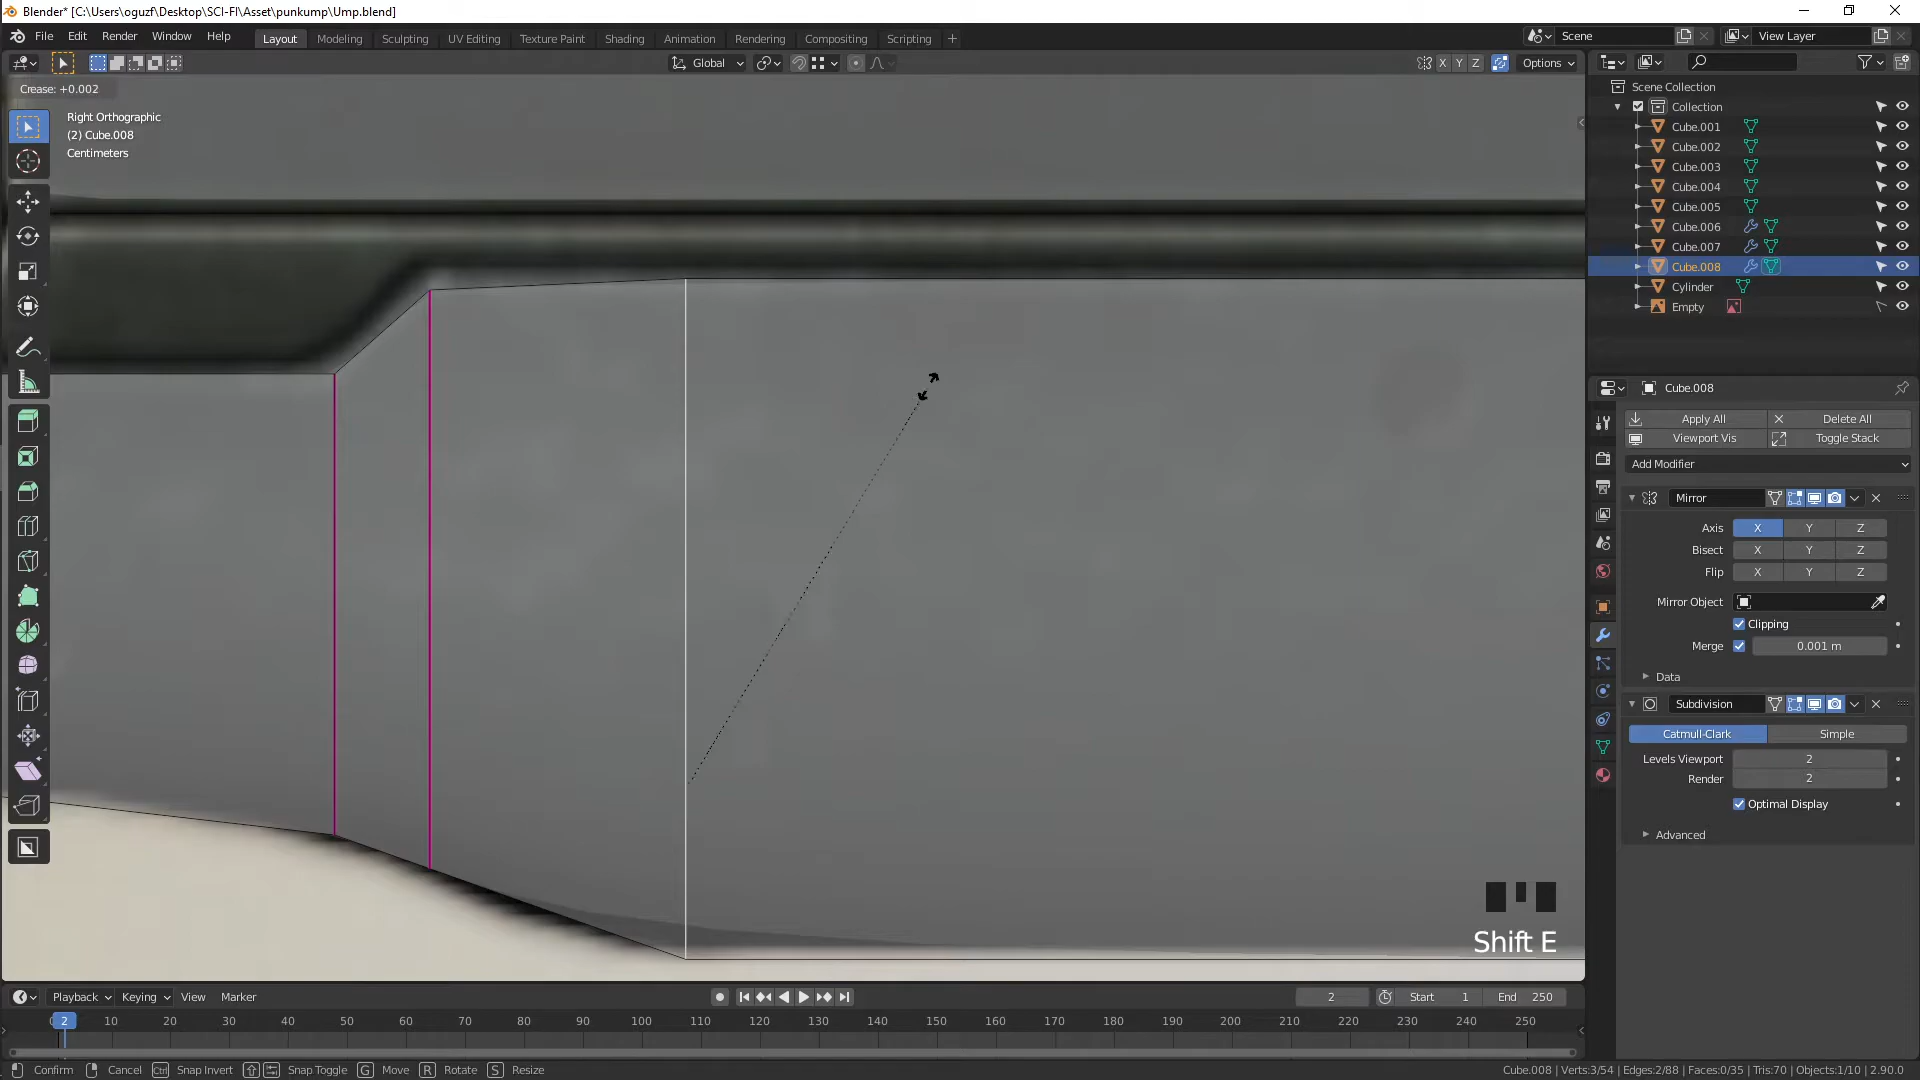 Blender* [C:\Users\oguzf\Desktop\SCI-FI\Asset\punkump\Ump.blend]
File Edit Render Window Help Layout Modeling Sculpting UV Editing Texture Paint Shading Animation Rendering Compositing Scripting + Scene View Layer
Global X Y Z Options
Crease: +0.002
Right Orthographic
(2) Cube.008
Centimeters
Scene Collection
Collection
Cube.001
Cube.002
Cube.003
Cube.004
Cube.005
Cube.006
Cube.007
Cube.008
Cylinder
Empty
Cube.008
Apply All Delete All
Viewport Vis Toggle Stack
Add Modifier
Mirror
Axis X Y Z
Bisect X Y Z
Flip X Y Z
Mirror Object
Clipping
Merge 0.001 m
Data
Subdivision
Catmull-Clark Simple
Levels Viewport 2
Render 2
Optimal Display
Advanced
Shift E
Playback Keying View Marker 2 Start 1 End 250
2 10 20 30 40 50 60 70 80 90 100 110 120 130 140 150 160 170 180 190 200 210 220 230 240 250
Confirm Cancel Ctrl Snap Invert Snap Toggle G Move R Rotate S Resize Cube.008 | Verts:3/54 | Edges:2/88 | Faces:0/35 | Tris:70 | Objects:1/10 | 2.90.0